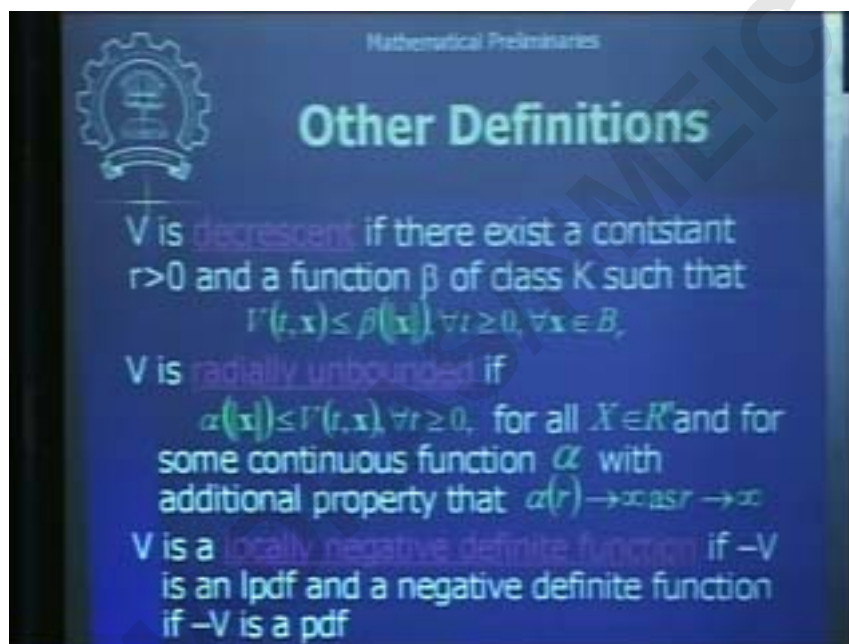 Mathematical Preliminaries
Other Definitions
V is decrescent if there exist a contstant
r>0 and a function β of class K such that
V(t,x) ≤ β(|x|), ∀t ≥ 0, ∀x ∈ B_r
V is radially unbounded if
α(|x|) ≤ V(t,x), ∀t ≥ 0, for all X ∈ Rⁿ and for
some continuous function α with
additional property that α(r) → ∞ as r → ∞
V is a locally negative definite function if –V
is an lpdf and a negative definite function
if –V is a pdf